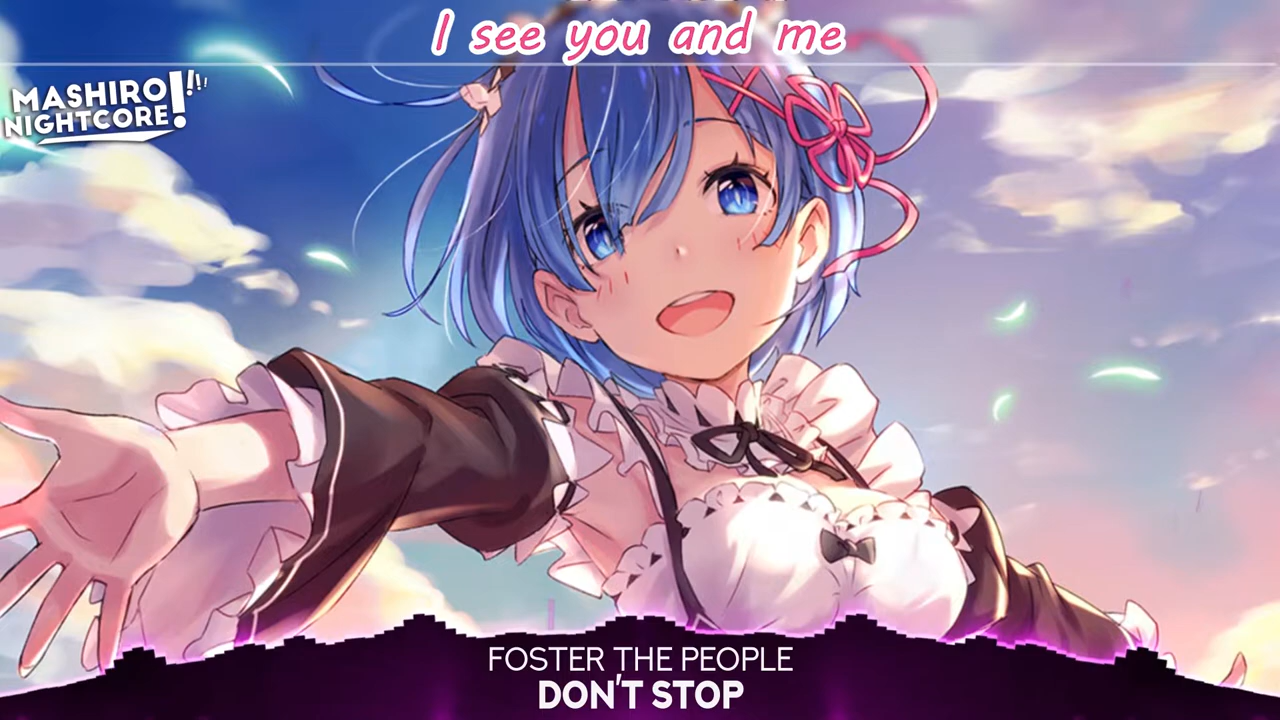 I see you and me
MASHIRO!!!!
NIGHTCORE
FOSTER THE PEOPLE
DON'T STOP